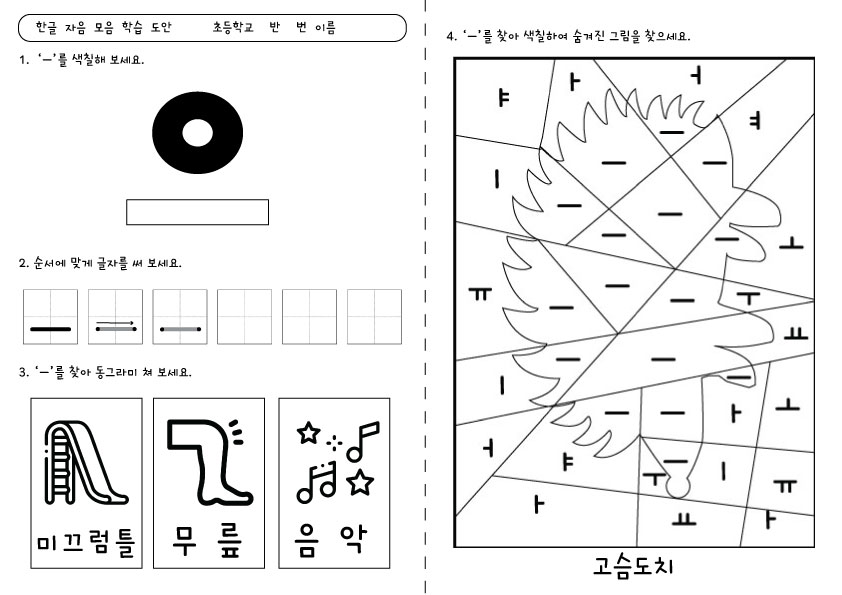 한글 자음 모음 학습 도안 초등학교 반 번 이름
1. 'ㅡ'를 색칠해 보세요.
2. 순서에 맞게 글자를 써 보세요.
ㅡ ㅡ ㅡ
3. 'ㅡ'를 찾아 동그라미 쳐 보세요.
미끄럼틀
무릎
음악
4. 'ㅡ'를 찾아 색칠하여 숨겨진 그림을 찾으세요.
ㅑ ㅏ ㅓ
ㅡ ㅕ
ㅣ ㅡ ㅡ
ㅡ ㅡ
ㅡ ㅡ ㅗ
ㅠ ㅡ ㅡ ㅡ ㅜ
ㅛ
ㅣ ㅡ ㅡ ㅡ
ㅡ ㅡ ㅏ ㅗ
ㅓ ㅑ ㅜ ㅡ ㅣ ㅠ
ㅏ ㅛ ㅏ
고슴도치